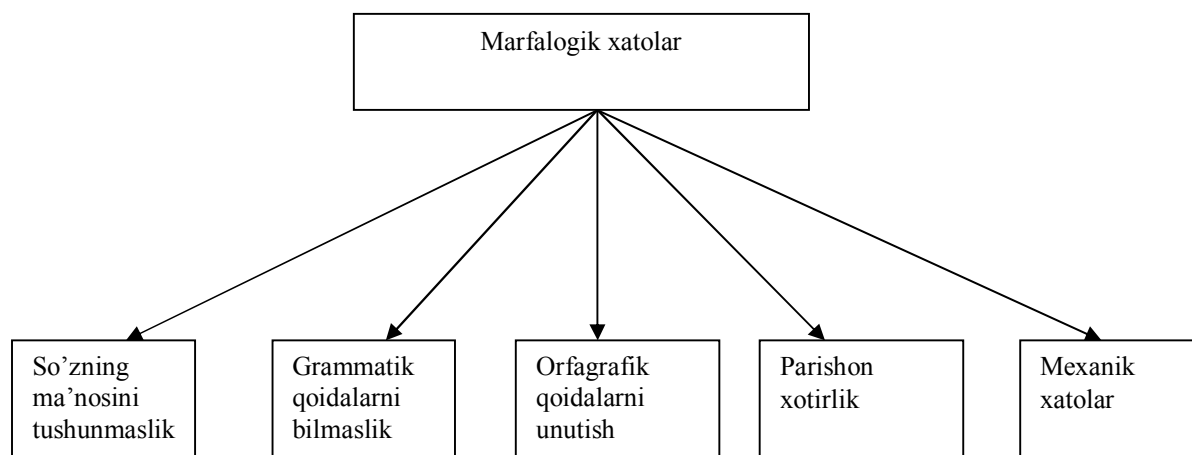 Marfalogik xatolar
So’zning
ma’nosini
tushunmaslik
Grammatik
qoidalarni
bilmaslik
Orfagrafik
qoidalarni
unutish
Parishon
xotirlik
Mexanik
xatolar